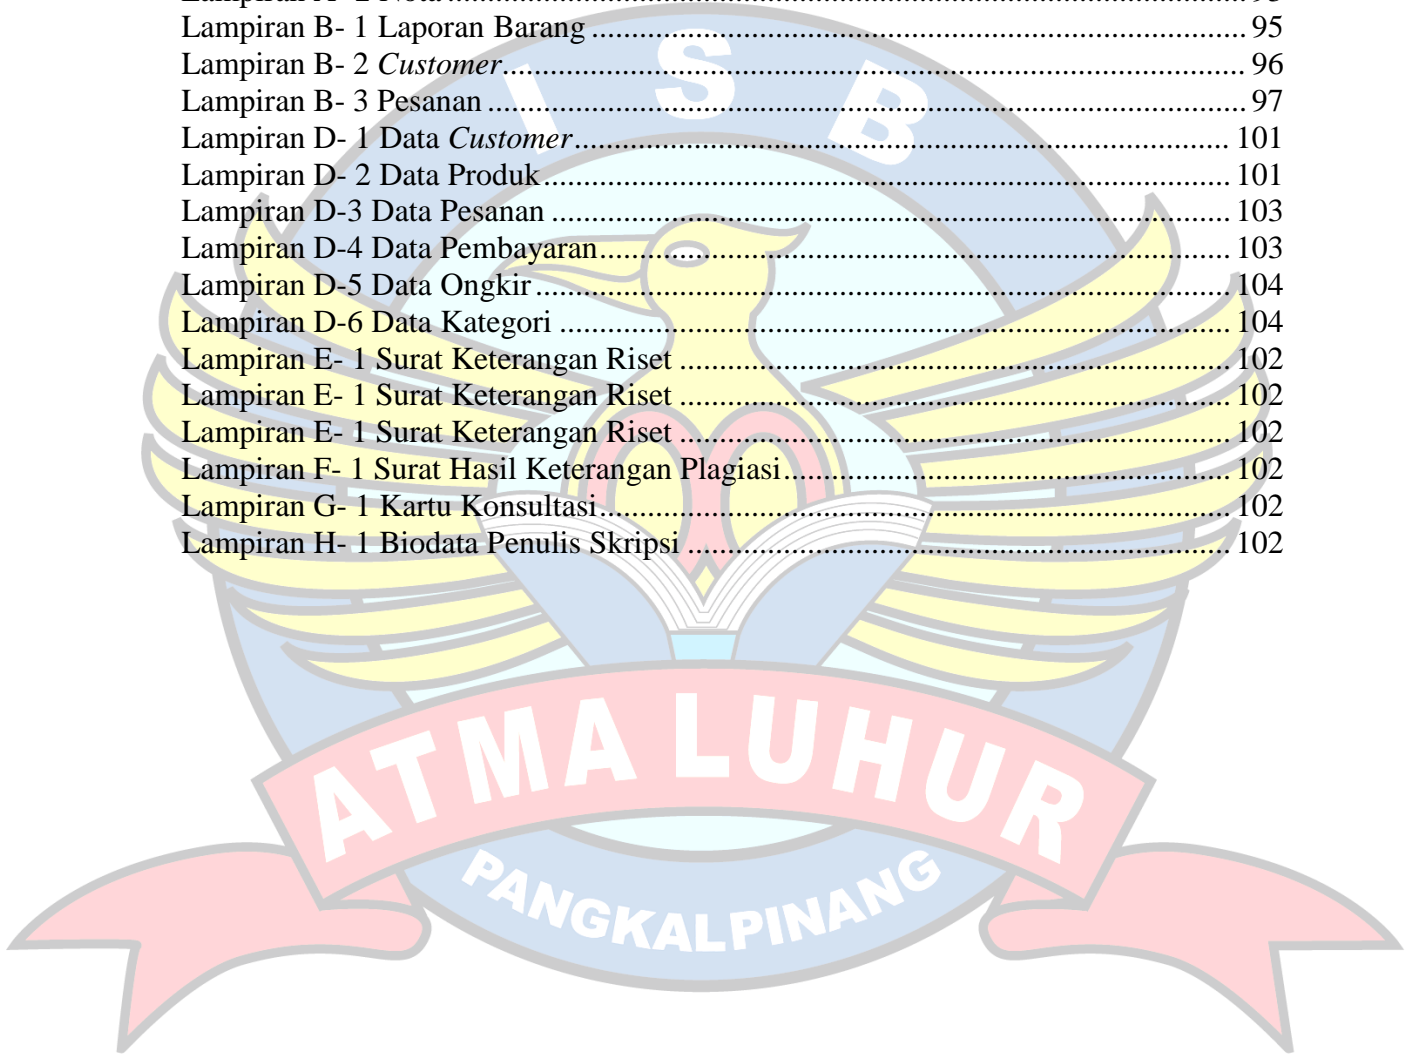 Lampiran B- 1 Laporan Barang ........ 95
Lampiran B- 2 Customer ........ 96
Lampiran B- 3 Pesanan ........ 97
Lampiran D- 1 Data Customer ........ 101
Lampiran D- 2 Data Produk ........ 101
Lampiran D-3 Data Pesanan ........ 103
Lampiran D-4 Data Pembayaran ........ 103
Lampiran D-5 Data Ongkir ........ 104
Lampiran D-6 Data Kategori ........ 104
Lampiran E- 1 Surat Keterangan Riset ........ 102
Lampiran E- 1 Surat Keterangan Riset ........ 102
Lampiran E- 1 Surat Keterangan Riset ........ 102
Lampiran F- 1 Surat Hasil Keterangan Plagiasi ........ 102
Lampiran G- 1 Kartu Konsultasi ........ 102
Lampiran H- 1 Biodata Penulis Skripsi ........ 102
I S B
ATMA LUHUR
PANGKALPINANG